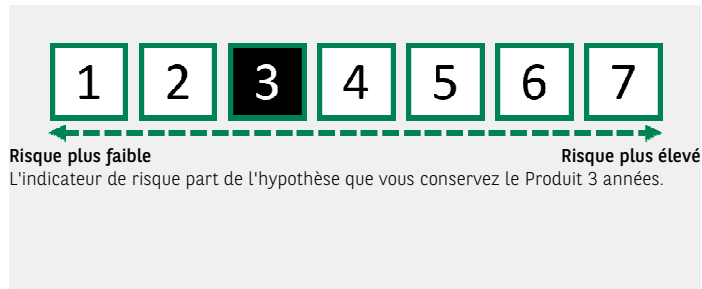 1 2 3 4 5 6 7
Risque plus faible Risque plus élevé
L'indicateur de risque part de l'hypothèse que vous conservez le Produit 3 années.